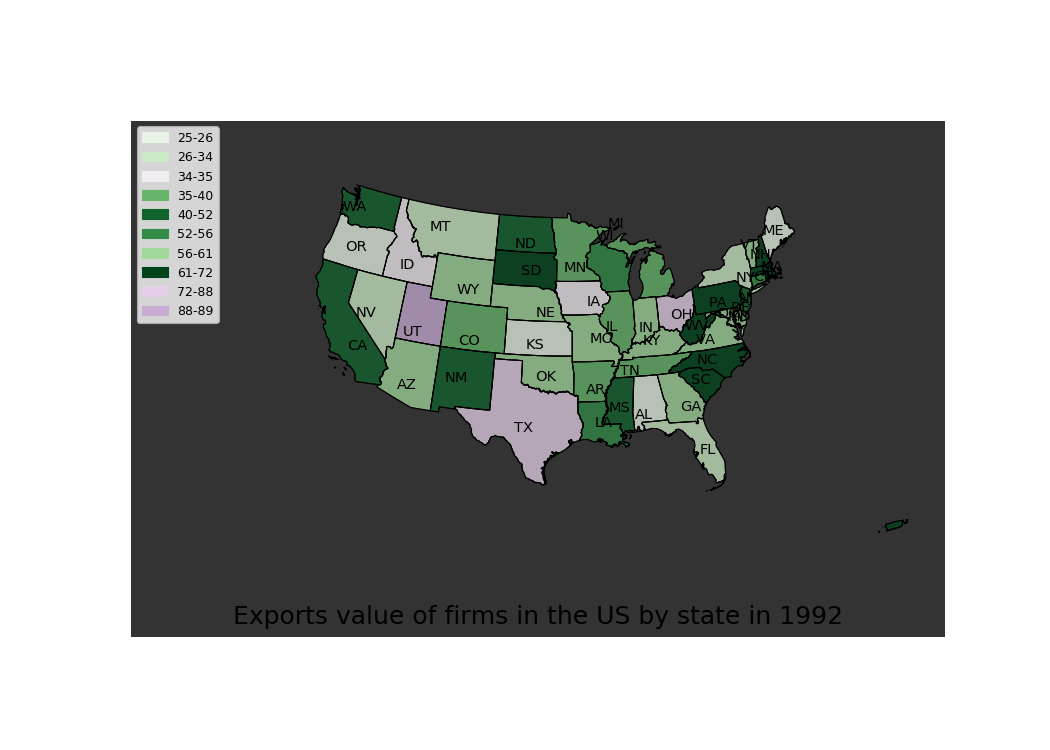 25-26
26-34
34-35
35-40
40-52
52-56
56-61
61-72
72-88
88-89
WA
MT
ND
MN
MI
WI
ME
VT
NH
MA
OR
ID
SD
WY
NE
IA
NY
PA
OH
IL
IN
NV
UT
CO
KS
MO
KY
WV
VA
CA
AZ
NM
OK
AR
TN
NC
SC
TX
LA
MS
AL
GA
FL
Exports value of firms in the US by state in 1992